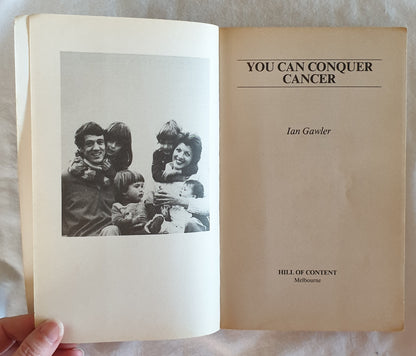 YOU CAN CONQUER
CANCER
Ian Gawler
HILL OF CONTENT
Melbourne